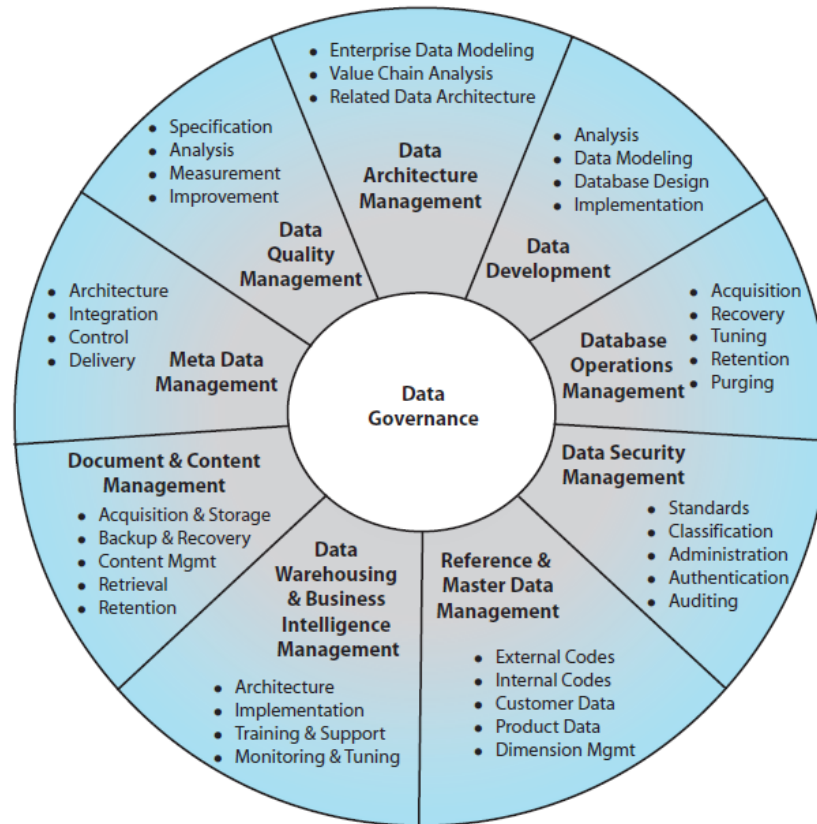 • Enterprise Data Modeling
• Value Chain Analysis
• Related Data Architecture
Data
Architecture
Management
• Analysis
• Data Modeling
• Database Design
• Implementation
Data
Development
• Acquisition
• Recovery
• Tuning
• Retention
• Purging
Database
Operations
Management
Data Security
Management
• Standards
• Classification
• Administration
• Authentication
• Auditing
Reference &
Master Data
Management
• External Codes
• Internal Codes
• Customer Data
• Product Data
• Dimension Mgmt
Data
Warehousing
& Business
Intelligence
Management
• Architecture
• Implementation
• Training & Support
• Monitoring & Tuning
Document & Content
Management
• Acquisition & Storage
• Backup & Recovery
• Content Mgmt
• Retrieval
• Retention
• Architecture
• Integration
• Control
• Delivery
Meta Data
Management
• Specification
• Analysis
• Measurement
• Improvement
Data
Quality
Management
Data
Governance